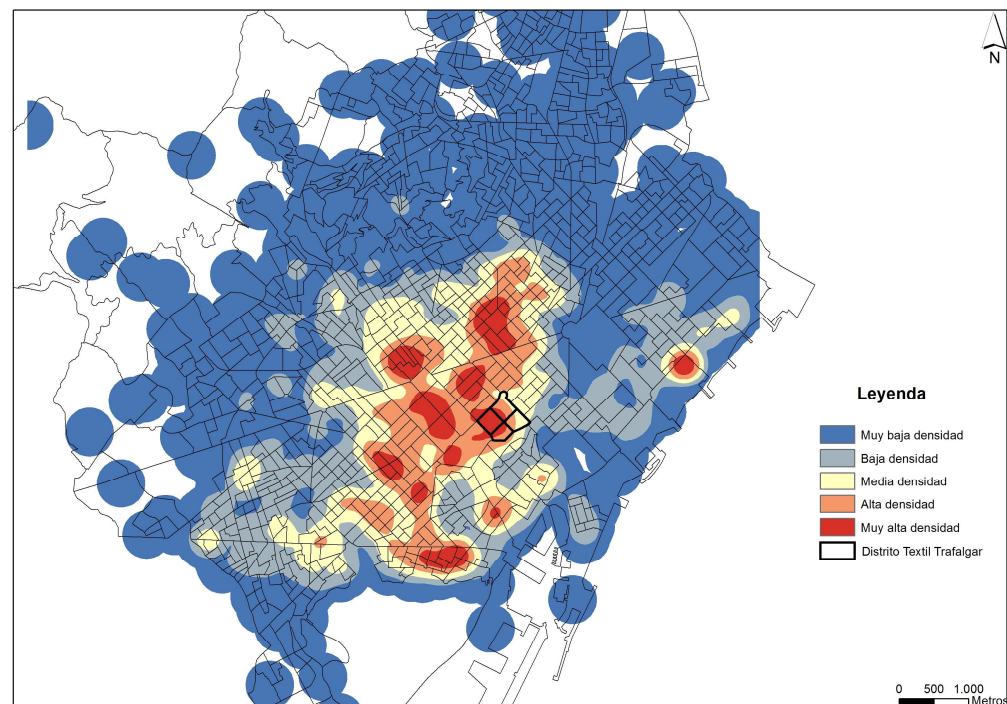 N
Leyenda
Muy baja densidad
Baja densidad
Media densidad
Alta densidad
Muy alta densidad
Distrito Textil Trafalgar
0 500 1.000
Metros